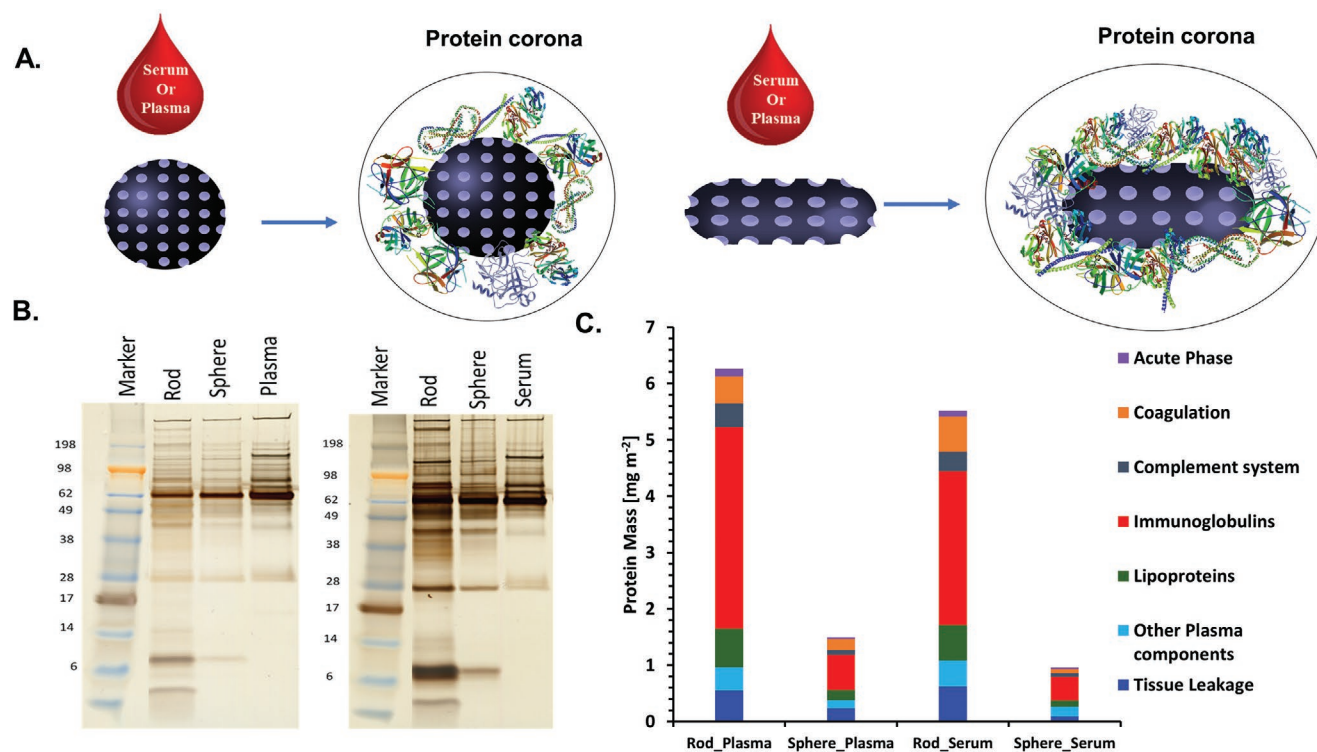 A.
Serum
Or
Plasma
Protein corona
Serum
Or
Plasma
Protein corona
B.
Marker
Rod
Sphere
Plasma
198
98
62
49
38
28
17
14
6
Marker
Rod
Sphere
Serum
198
98
62
49
38
28
17
14
6
C.
Protein Mass [mg m⁻²]
7
6
5
4
3
2
1
0
Rod_Plasma
Sphere_Plasma
Rod_Serum
Sphere_Serum
Acute Phase
Coagulation
Complement system
Immunoglobulins
Lipoproteins
Other Plasma
components
Tissue Leakage